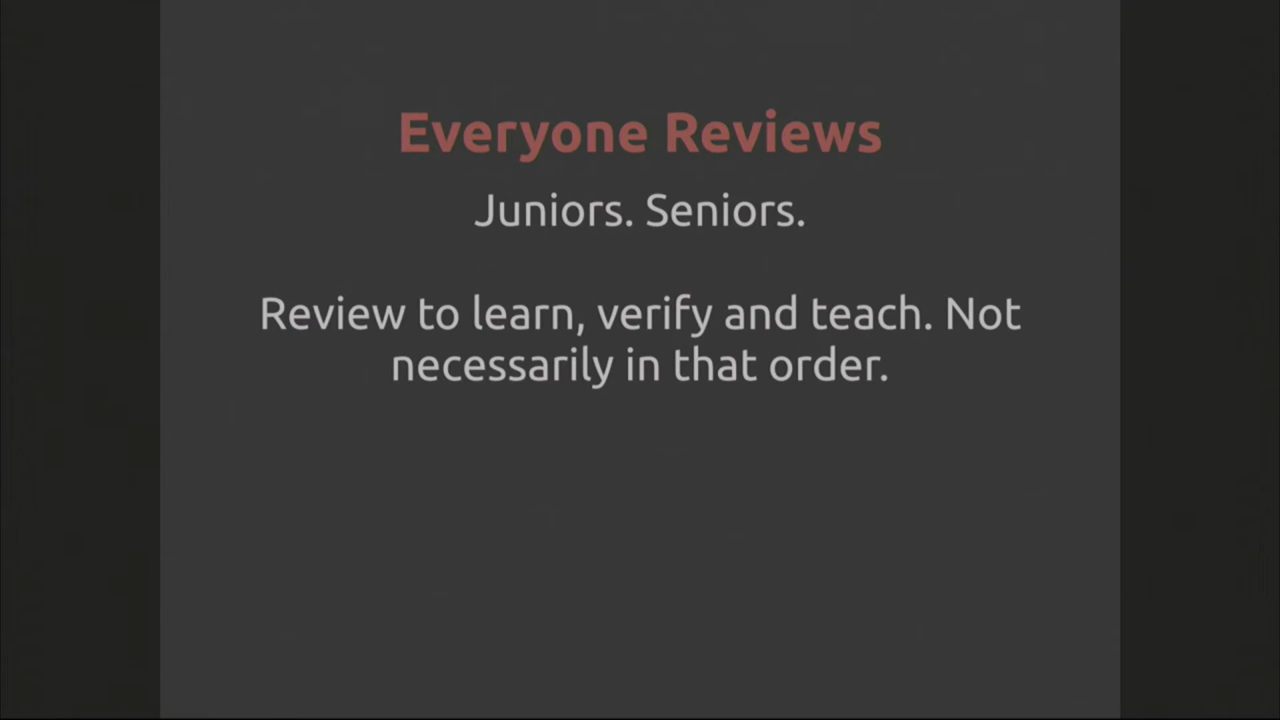 Everyone Reviews
Juniors. Seniors.
Review to learn, verify and teach. Not
necessarily in that order.